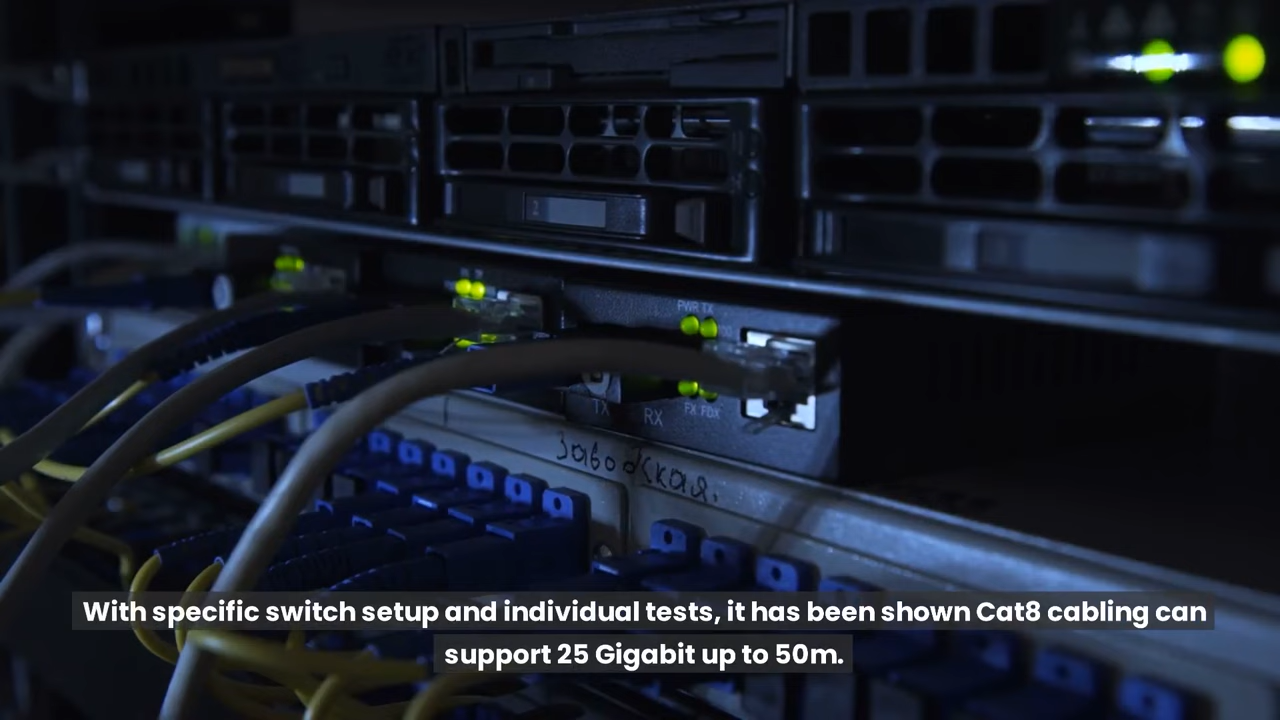 PWR TX
FX FDX
TX
RX
Заводская.
With specific switch setup and individual tests, it has been shown Cat8 cabling can
support 25 Gigabit up to 50m.